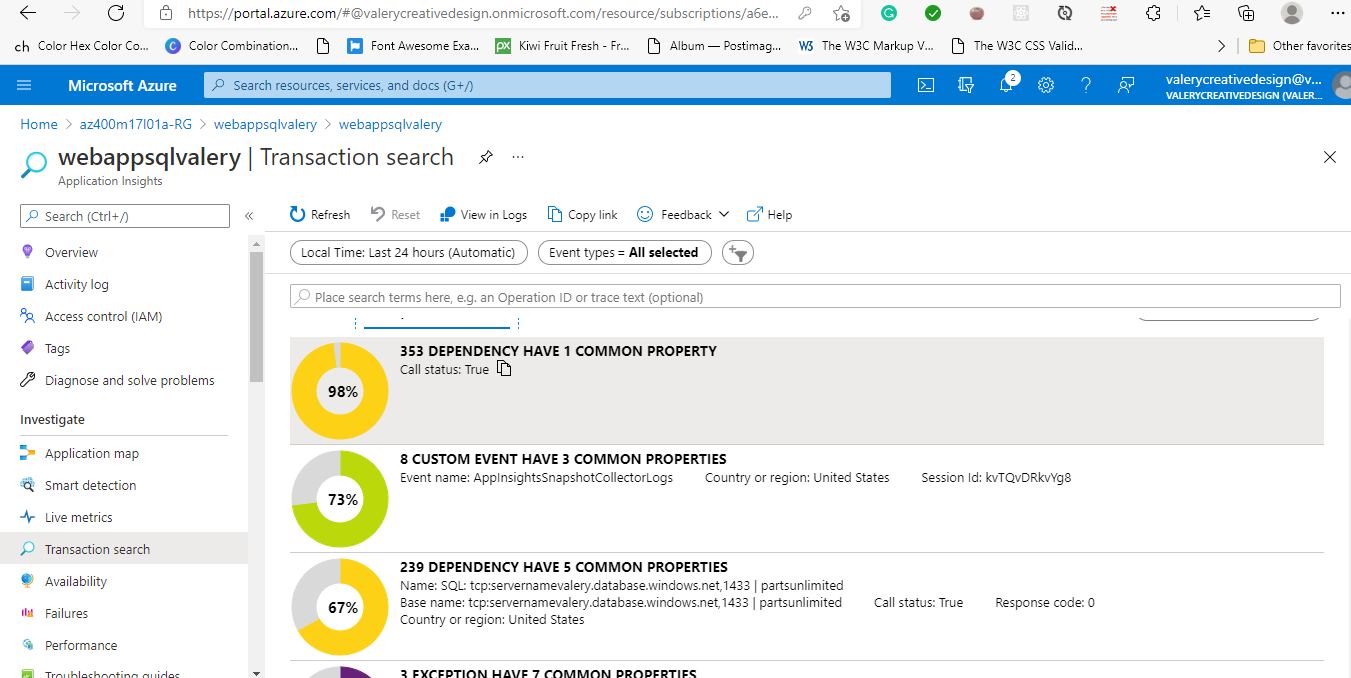 https://portal.azure.com/#@valerycreativedesign.onmicrosoft.com/resource/subscriptions/a6e...
ch Color Hex Color Co...
C Color Combination...
Font Awesome Exa...
px Kiwi Fruit Fresh - Fr...
Album — Postimag...
W3 The W3C Markup V...
The W3C CSS Valid...
Other favorites
Microsoft Azure
Search resources, services, and docs (G+/)
2
valerycreativedesign@v...
VALERYCREATIVEDESIGN (VALER...
Home > az400m17l01a-RG > webappsqlvalery > webappsqlvalery
webappsqlvalery | Transaction search
Application Insights
Search (Ctrl+/)
Overview
Activity log
Access control (IAM)
Tags
Diagnose and solve problems
Investigate
Application map
Smart detection
Live metrics
Transaction search
Availability
Failures
Performance
Troubleshooting guides
Refresh
Reset
View in Logs
Copy link
Feedback
Help
Local Time: Last 24 hours (Automatic)
Event types = All selected
Place search terms here, e.g. an Operation ID or trace text (optional)
98%
353 DEPENDENCY HAVE 1 COMMON PROPERTY
Call status: True
73%
8 CUSTOM EVENT HAVE 3 COMMON PROPERTIES
Event name: AppInsightsSnapshotCollectorLogs Country or region: United States Session Id: kvTQvDRkvYg8
67%
239 DEPENDENCY HAVE 5 COMMON PROPERTIES
Name: SQL: tcp:servernamevalery.database.windows.net,1433 | partsunlimited
Base name: tcp:servernamevalery.database.windows.net,1433 | partsunlimited Call status: True Response code: 0
Country or region: United States
3 EXCEPTION HAVE 7 COMMON PROPERTIES